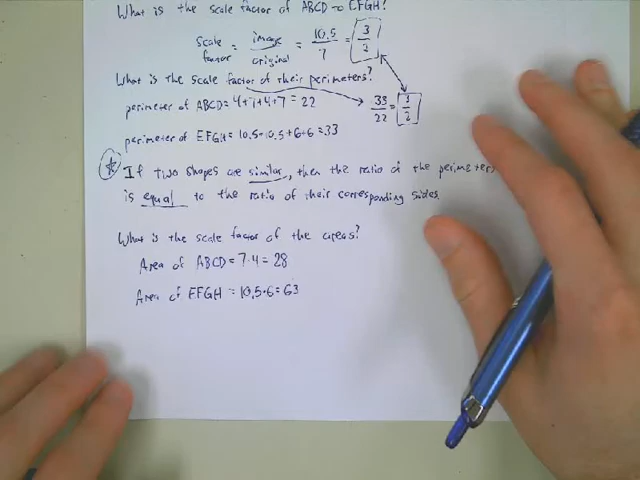 What is the scale factor of ABCD to EFGH?
scale factor = image / original = 10.5 / 7 = 3 / 2
What is the scale factor of their perimeters?
perimeter of ABCD = 4+7+4+7 = 22
33 / 22 = 3 / 2
perimeter of EFGH = 10.5+10.5+6+6 = 33
If two shapes are similar, then the ratio of the perimeters
is equal to the ratio of their corresponding sides.
What is the scale factor of the areas?
Area of ABCD = 7·4 = 28
Area of EFGH = 10.5·6 = 63